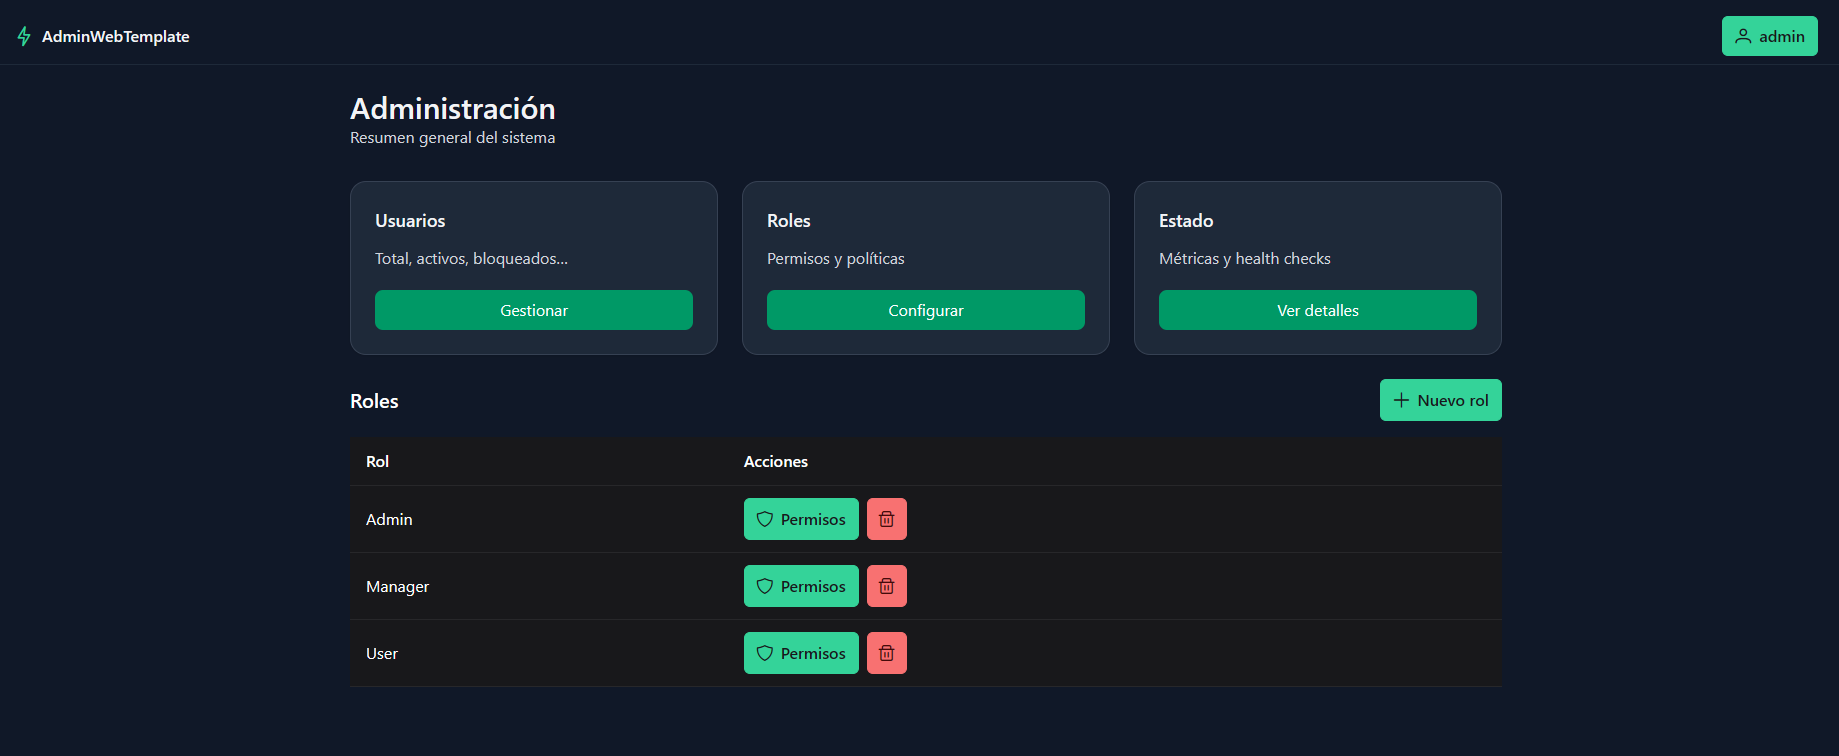 AdminWebTemplate
admin
Administración
Resumen general del sistema
Usuarios
Total, activos, bloqueados...
Gestionar
Roles
Permisos y políticas
Configurar
Estado
Métricas y health checks
Ver detalles
Roles
Nuevo rol
Rol Acciones
Admin Permisos
Manager Permisos
User Permisos